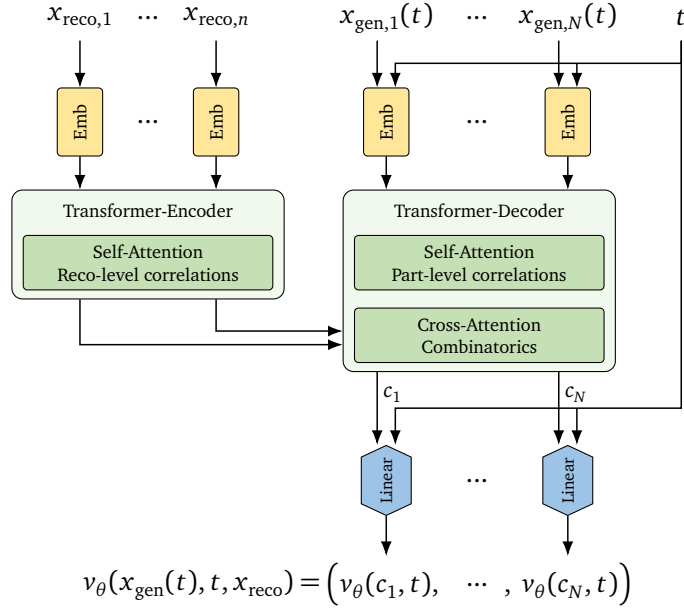 x_reco,1 ... x_reco,n x_gen,1(t) ... x_gen,N(t) t
Emb ... Emb Emb ... Emb
Transformer-Encoder
Self-Attention
Reco-level correlations
Transformer-Decoder
Self-Attention
Part-level correlations
Cross-Attention
Combinatorics
c_1 c_N
Linear ... Linear
v_θ(x_gen(t), t, x_reco) = (v_θ(c_1, t), ... , v_θ(c_N, t))